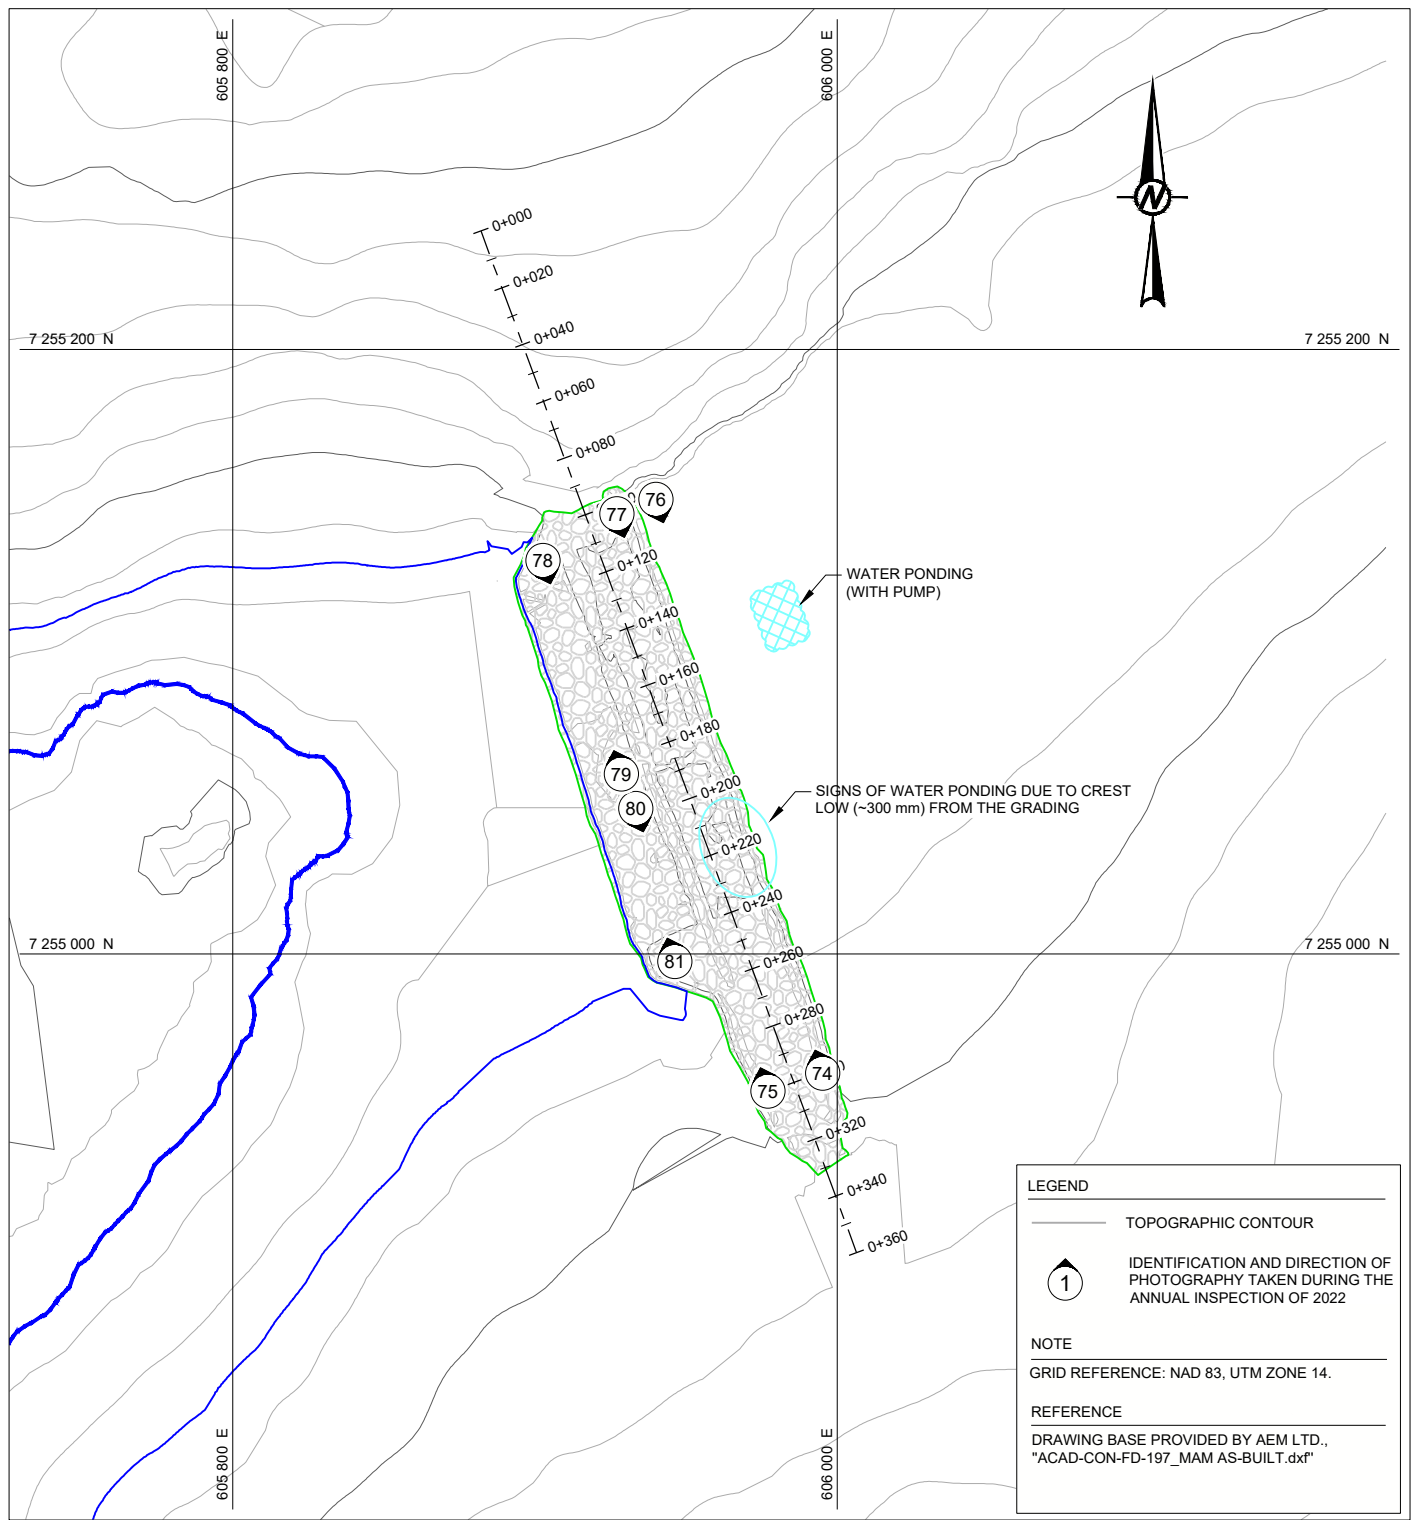 605 800 E
606 000 E
N
0+000
0+020
0+040
7 255 200 N
7 255 200 N
0+060
0+080
76
77
78
0+120
WATER PONDING
(WITH PUMP)
0+140
0+160
0+180
79
0+200
SIGNS OF WATER PONDING DUE TO CREST
LOW (~300 mm) FROM THE GRADING
80
0+220
0+240
7 255 000 N
7 255 000 N
0+260
81
0+280
74
75
0+320
0+340
0+360
LEGEND
TOPOGRAPHIC CONTOUR
1
IDENTIFICATION AND DIRECTION OF
PHOTOGRAPHY TAKEN DURING THE
ANNUAL INSPECTION OF 2022
NOTE
GRID REFERENCE: NAD 83, UTM ZONE 14.
REFERENCE
DRAWING BASE PROVIDED BY AEM LTD.,
"ACAD-CON-FD-197_MAM AS-BUILT.dxf"
605 800 E
606 000 E